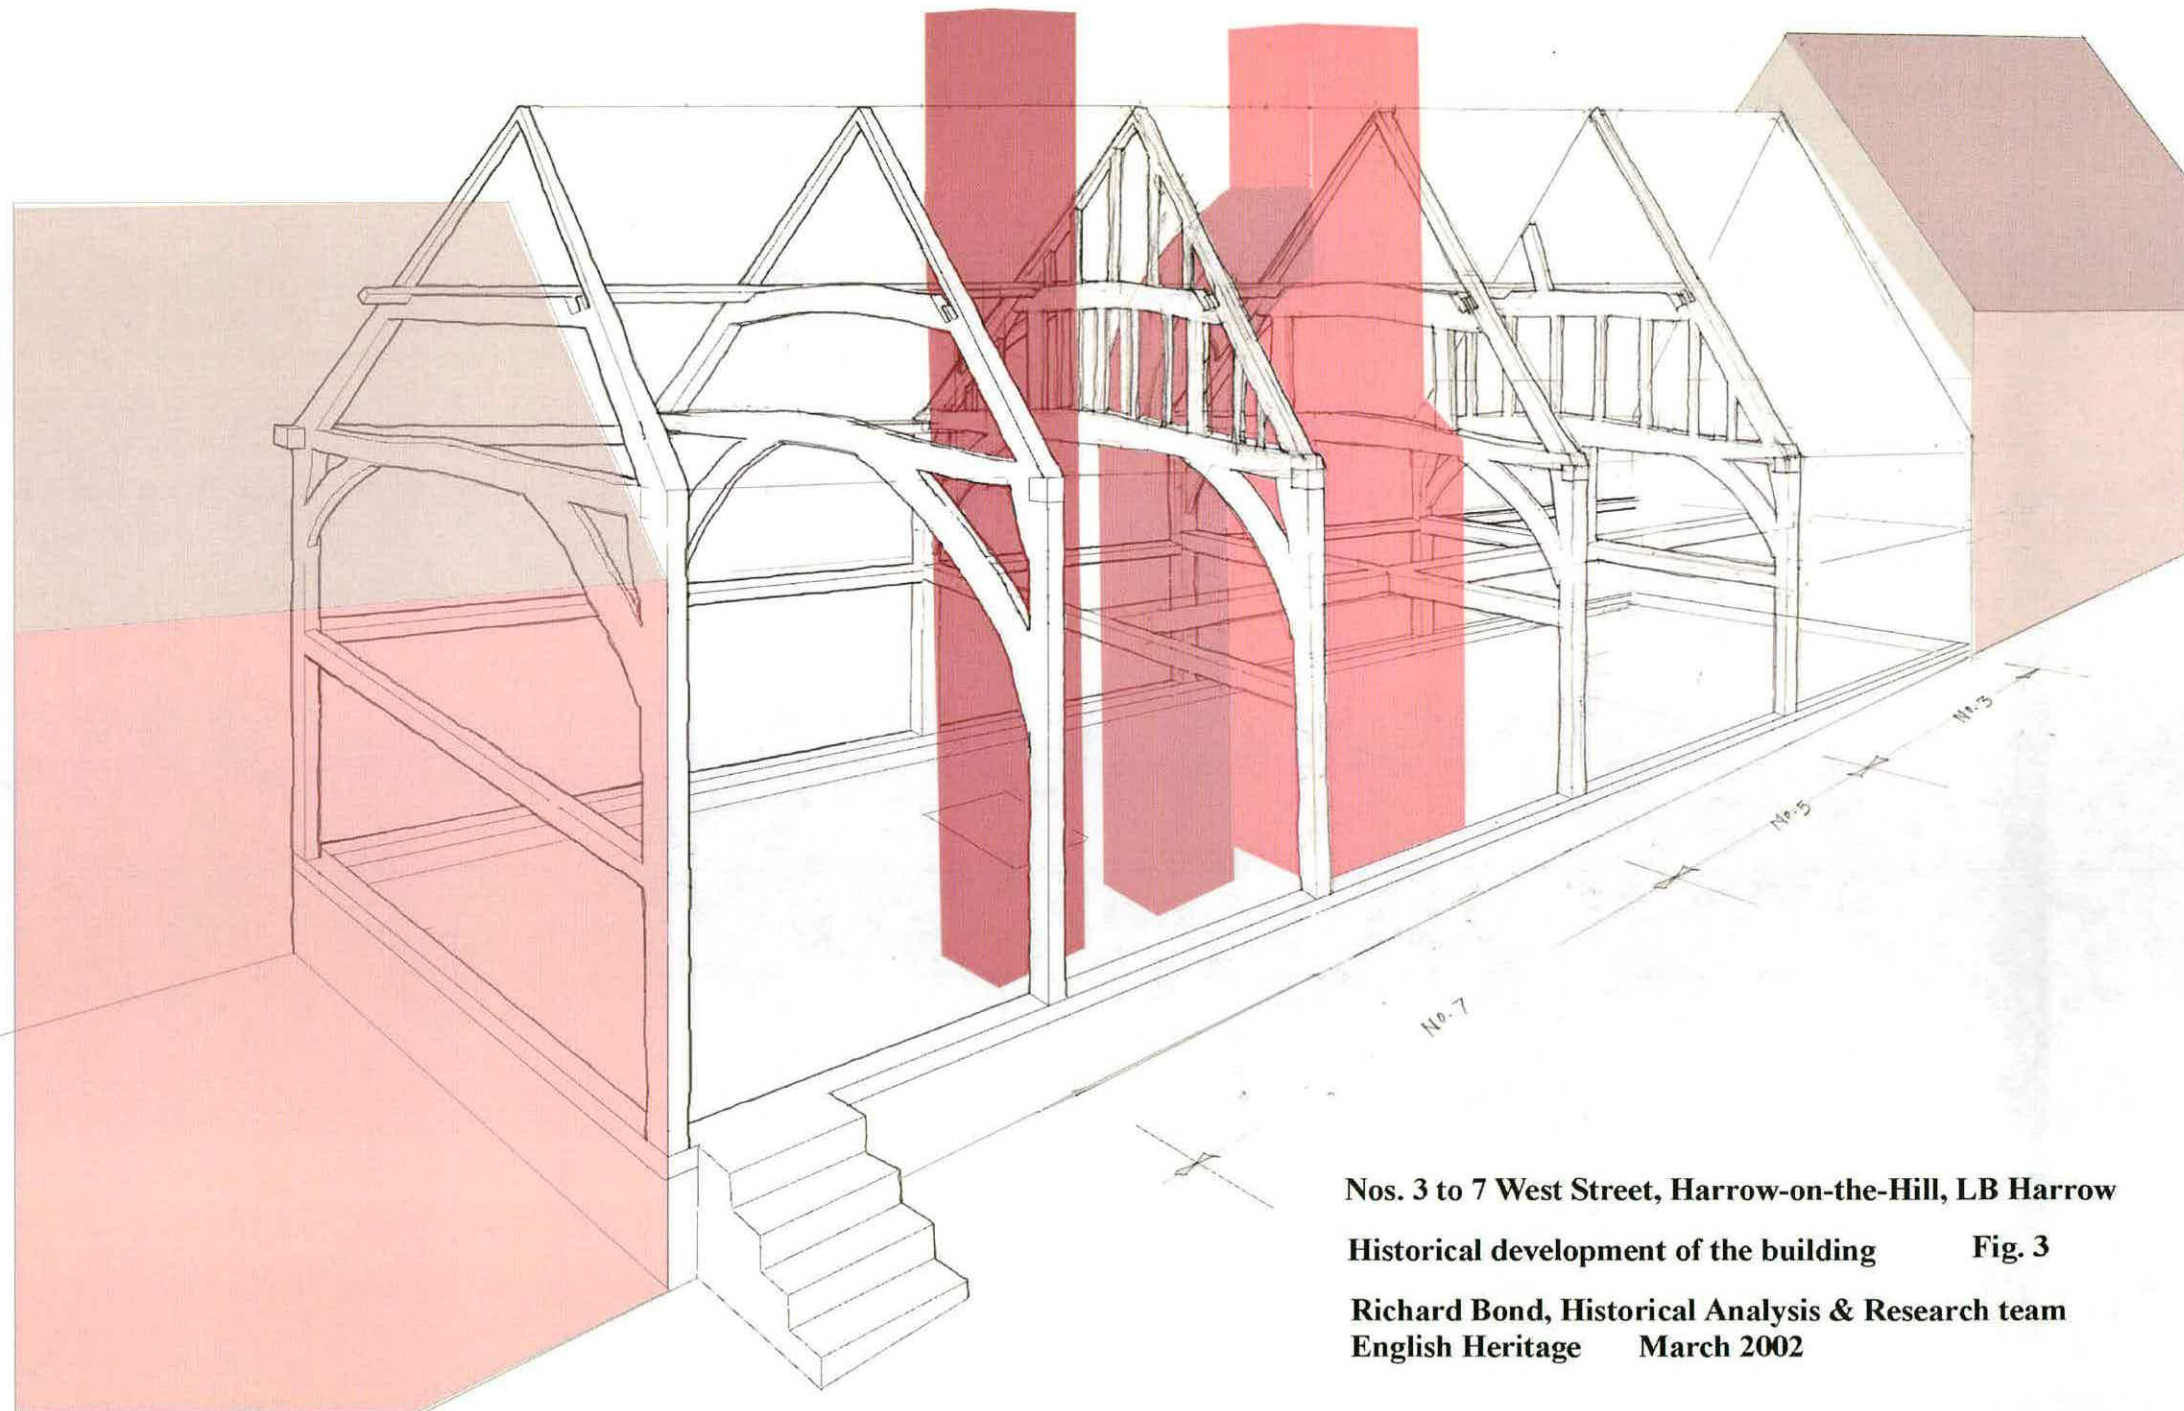 No. 3
No. 5
No. 7
Nos. 3 to 7 West Street, Harrow-on-the-Hill, LB Harrow
Historical development of the building Fig. 3
Richard Bond, Historical Analysis & Research team
English Heritage March 2002